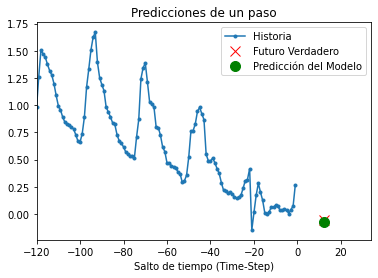 Predicciones de un paso
Historia
Futuro Verdadero
Predicción del Modelo
1.75
1.50
1.25
1.00
0.75
0.50
0.25
0.00
−120 −100 −80 −60 −40 −20 0 20
Salto de tiempo (Time-Step)